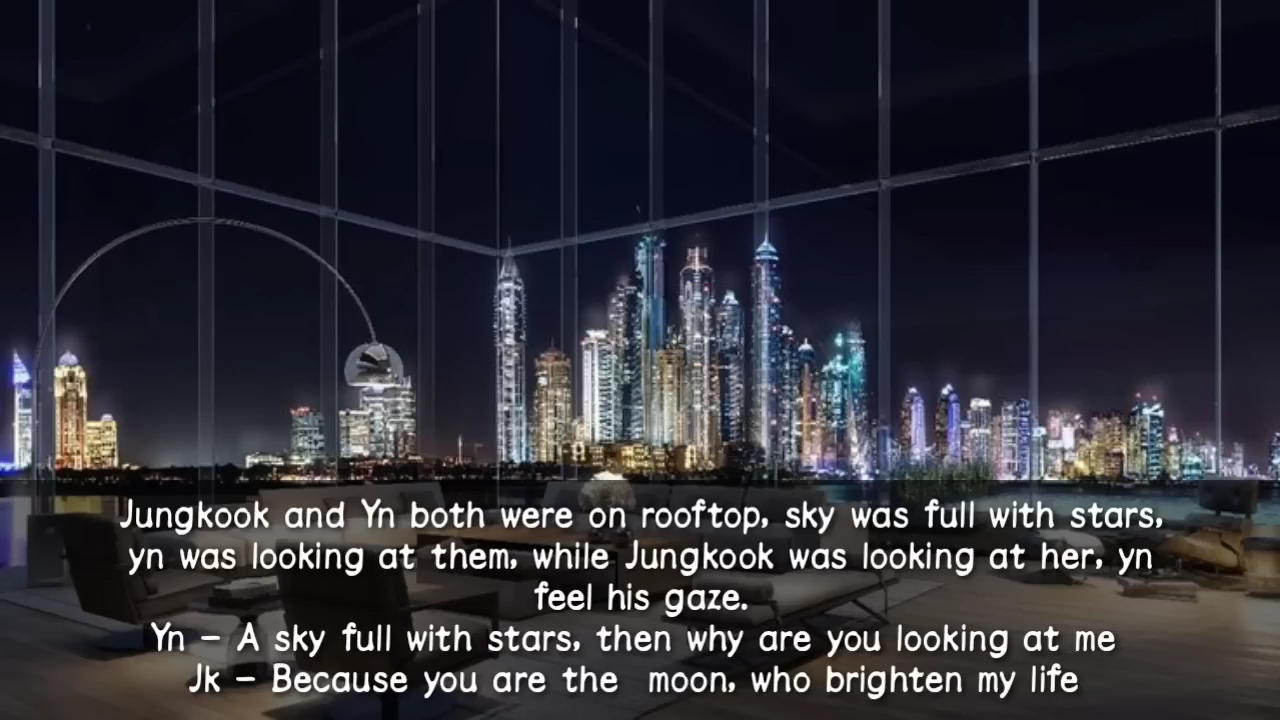 Jungkook and Yn both were on rooftop, sky was full with stars,
yn was looking at them, while Jungkook was looking at her, yn
feel his gaze.
Yn – A sky full with stars, then why are you looking at me
Jk – Because you are the moon, who brighten my life